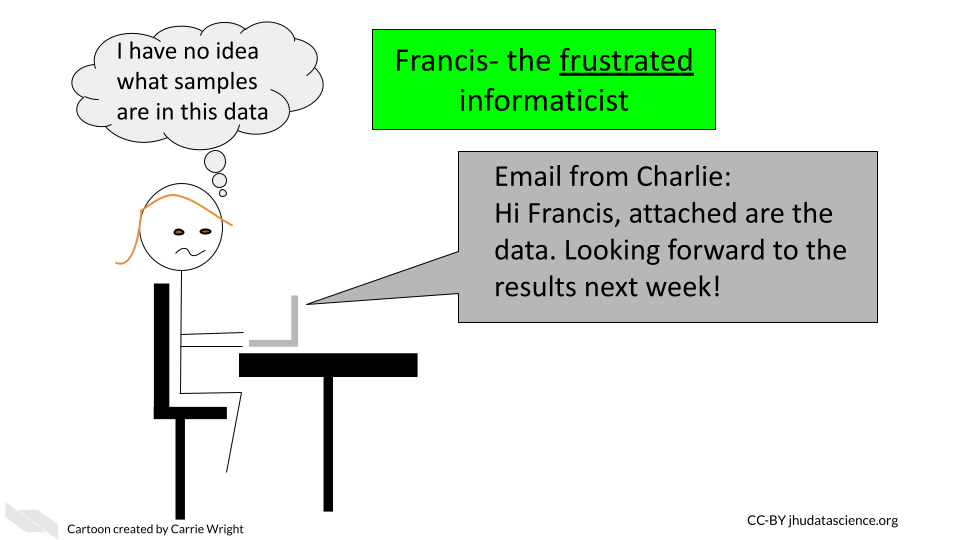 I have no idea
what samples
are in this data
Francis- the frustrated
informaticist
Email from Charlie:
Hi Francis, attached are the
data. Looking forward to the
results next week!
Cartoon created by Carrie Wright
CC-BY jhudatascience.org